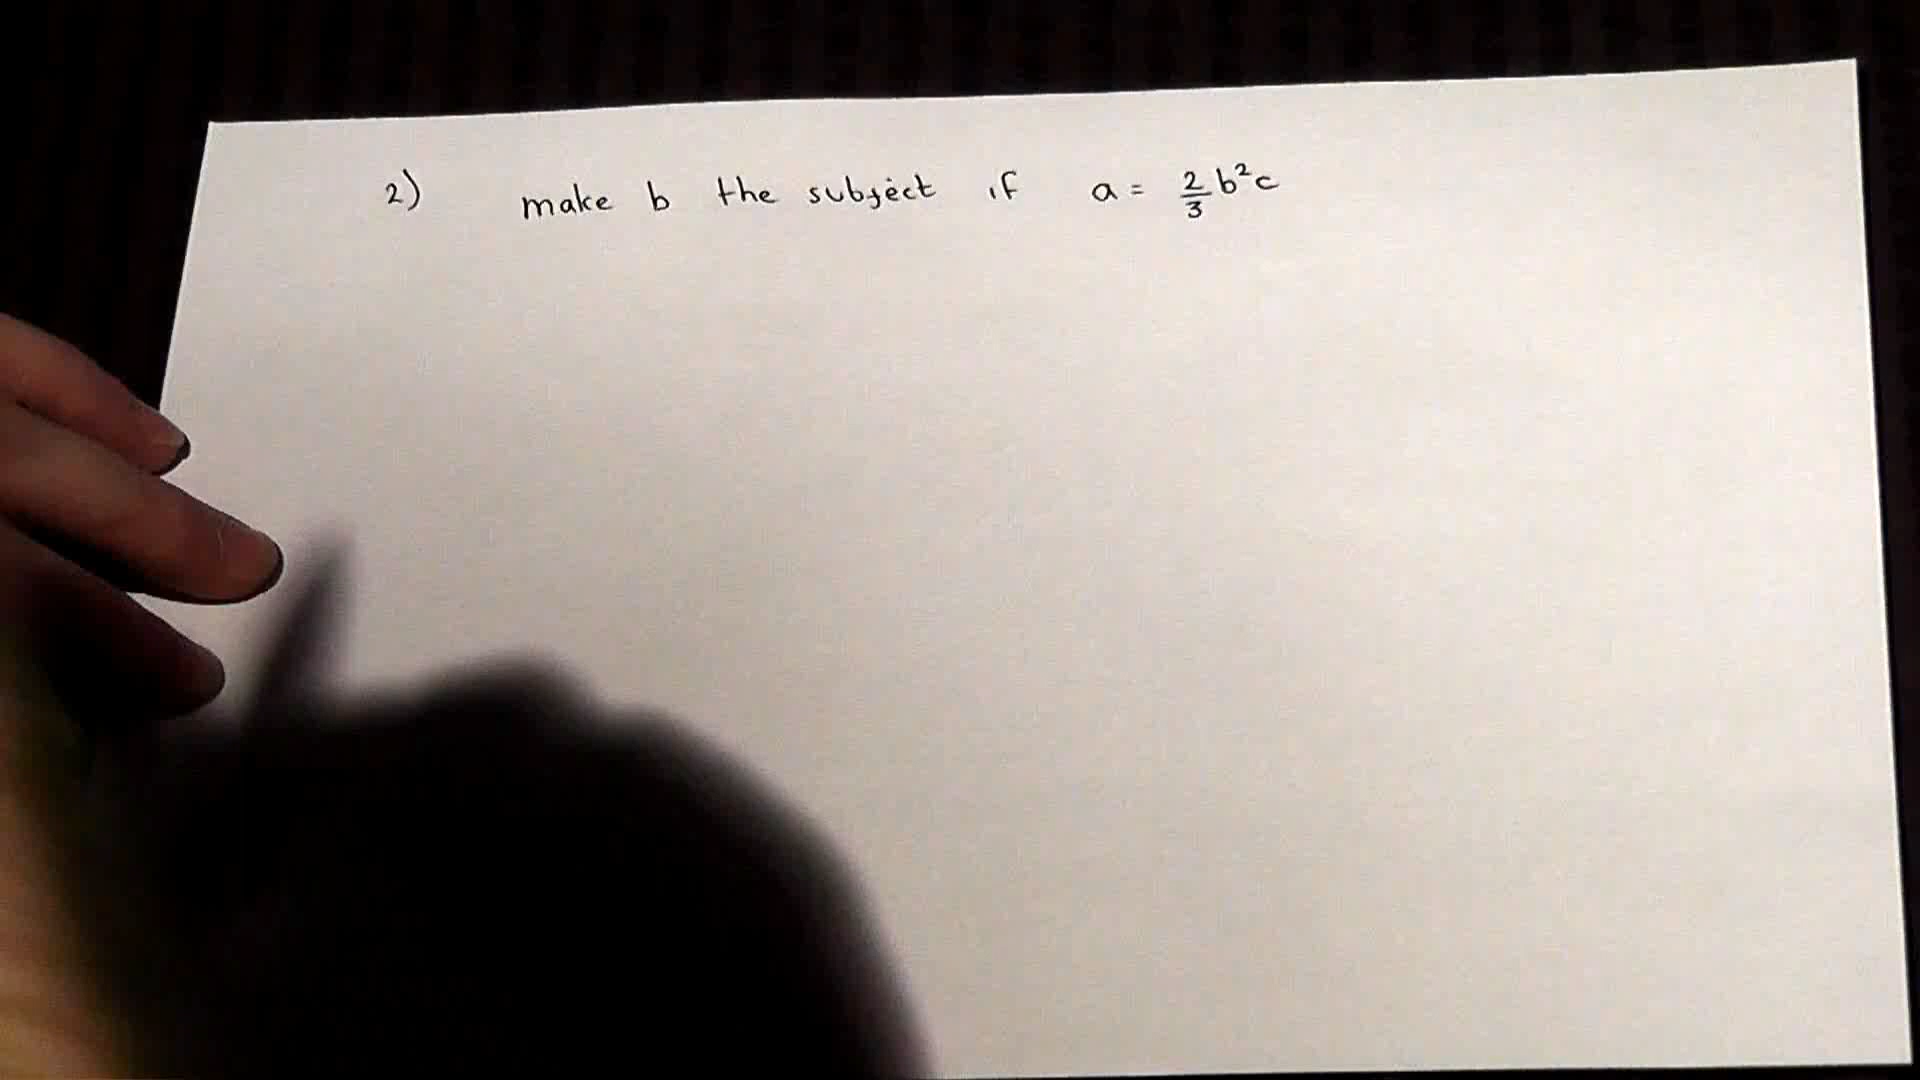 2) make b the subject if a = 2/3 b²c